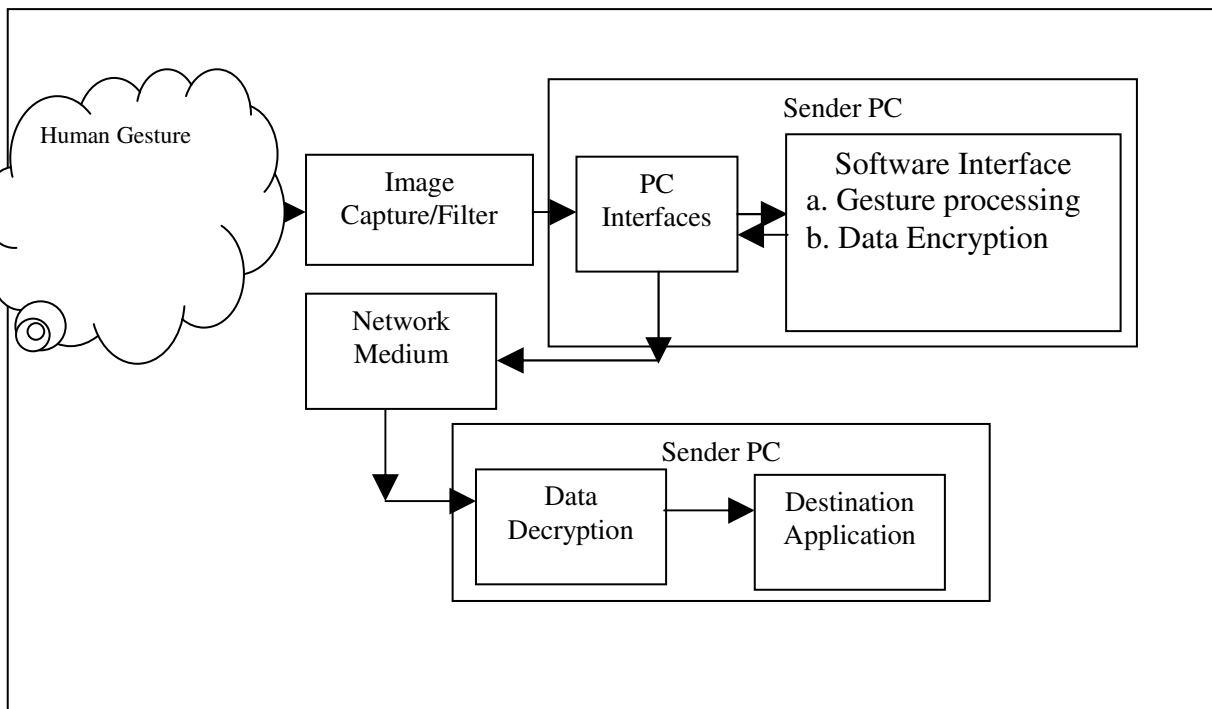 Human Gesture
Image
Capture/Filter
Sender PC
PC
Interfaces
Software Interface
a. Gesture processing
b. Data Encryption
Network
Medium
Sender PC
Data
Decryption
Destination
Application